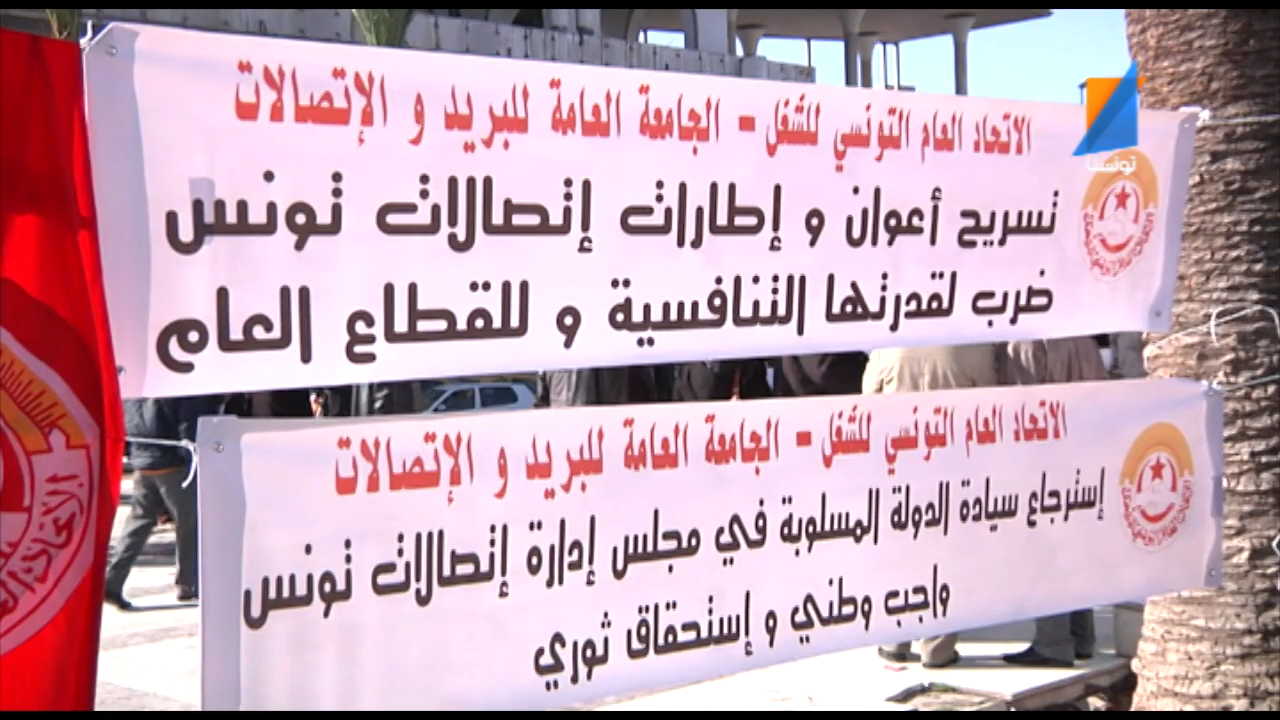 الاتحاد العام التونسي للشغل - الجامعة العامة للبريد و الإتصالات
تسريح أعوان و إطارات إتصالات تونس
ضرب لقدرتها التنافسية و للقطاع العام
تونسنا
الاتحاد العام التونسي للشغل - الجامعة العامة للبريد و الإتصالات
إسترجاع سيادة الدولة المسلوبة في مجلس إدارة إتصالات تونس
واجب وطني و إستحقاق ثوري